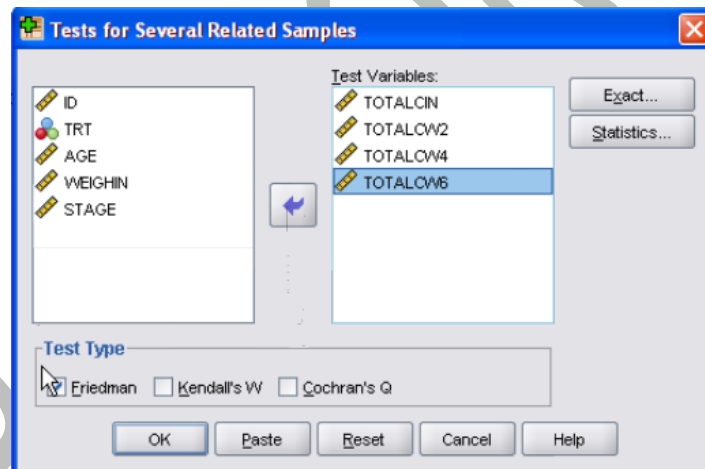 Tests for Several Related Samples
Test Variables:
ID
TRT
AGE
WEIGHIN
STAGE
TOTALCIN
TOTALCW2
TOTALCW4
TOTALCW6
Exact...
Statistics...
Test Type
Friedman
Kendall's W
Cochran's Q
OK
Paste
Reset
Cancel
Help